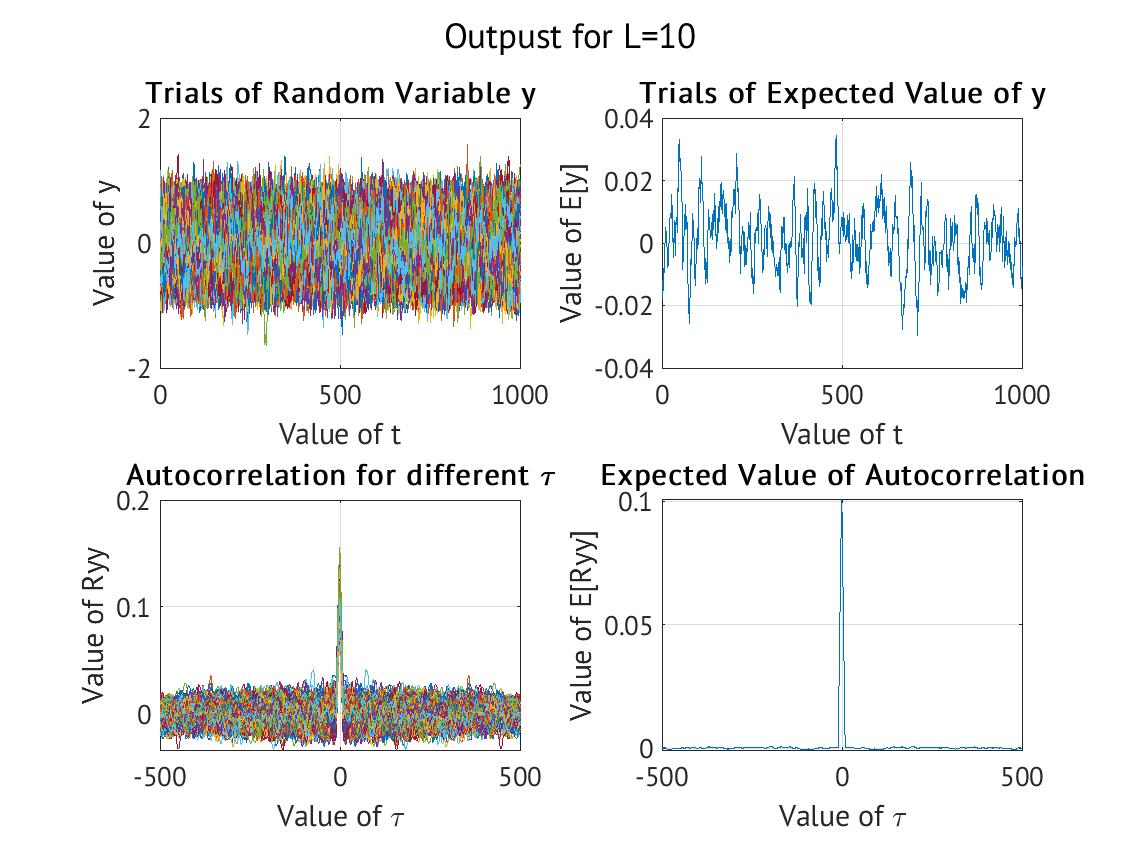 Outpust for L=10
Trials of Random Variable y
2
1
0
-1
-2
Value of y
0
500
1000
Value of t
Trials of Expected Value of y
0.04
0.02
0
-0.02
-0.04
Value of E[y]
0
500
1000
Value of t
Autocorrelation for different τ
0.2
0.1
0
Value of Ryy
-500
0
500
Value of τ
Expected Value of Autocorrelation
0.1
0.05
0
Value of E[Ryy]
-500
0
500
Value of τ